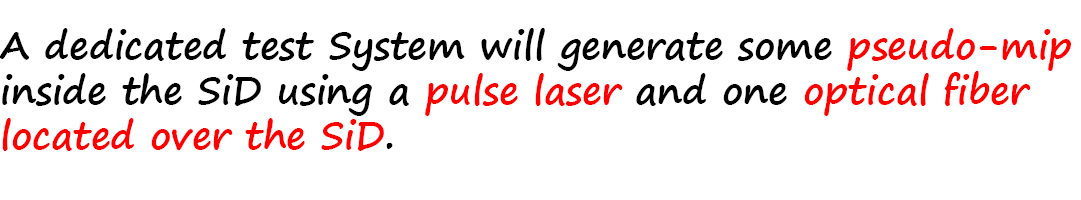 A dedicated test System will generate some pseudo-mip
inside the SiD using a pulse laser and one optical fiber
located over the SiD.